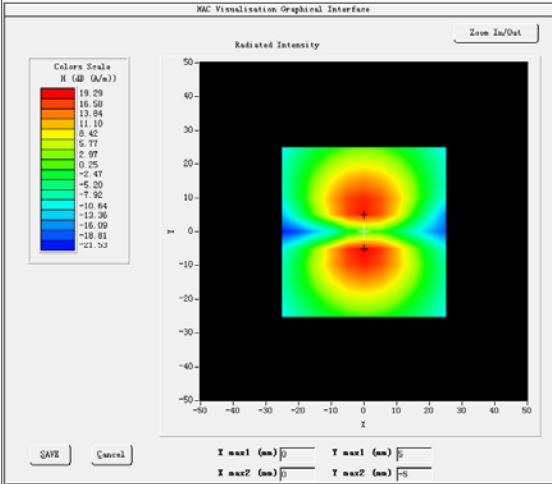 MAC Visualisation Graphical Interface
Zoom In/Out
Radiated Intensity
Colors Scale
H (dB (A/m))
19.29
16.58
13.84
11.10
8.42
5.77
2.97
0.25
-2.47
-5.20
-7.92
-10.64
-13.36
-16.09
-18.81
-21.53
50
40
30
20
10
Y
0
-10
-20
-30
-40
-50
-50 -40 -30 -20 -10 0 10 20 30 40 50
X
SAVE
Cancel
X max1 (mm) 0 Y max1 (mm) 5
X max2 (mm) 0 Y max2 (mm) -5